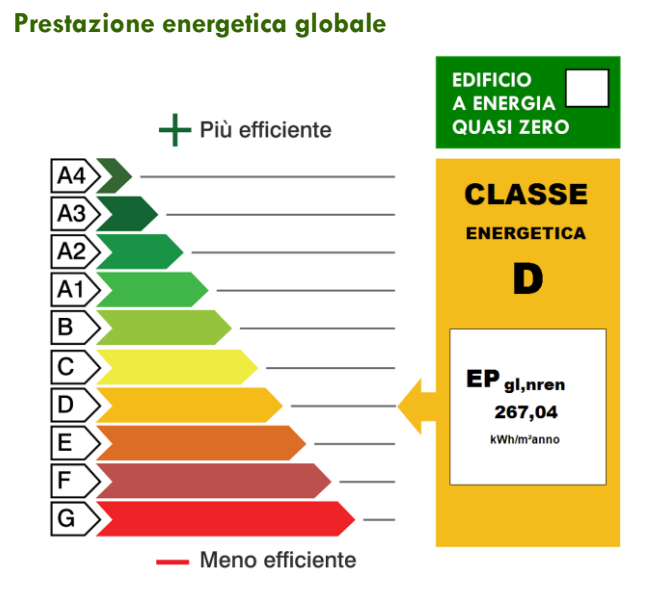 Prestazione energetica globale
EDIFICIO
A ENERGIA
QUASI ZERO
+ Più efficiente
A4
A3
A2
A1
B
C
D
E
F
G
— Meno efficiente
CLASSE
ENERGETICA
D
EP gl,nren
267,04
kWh/m²anno